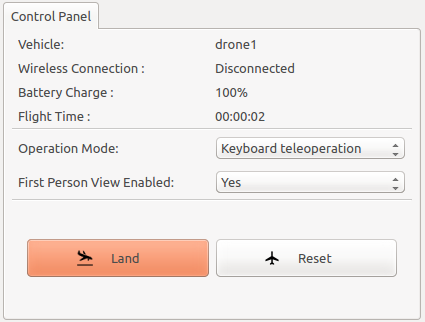 Control Panel
Vehicle: drone1
Wireless Connection : Disconnected
Battery Charge : 100%
Flight Time : 00:00:02
Operation Mode: Keyboard teleoperation
First Person View Enabled: Yes
Land Reset